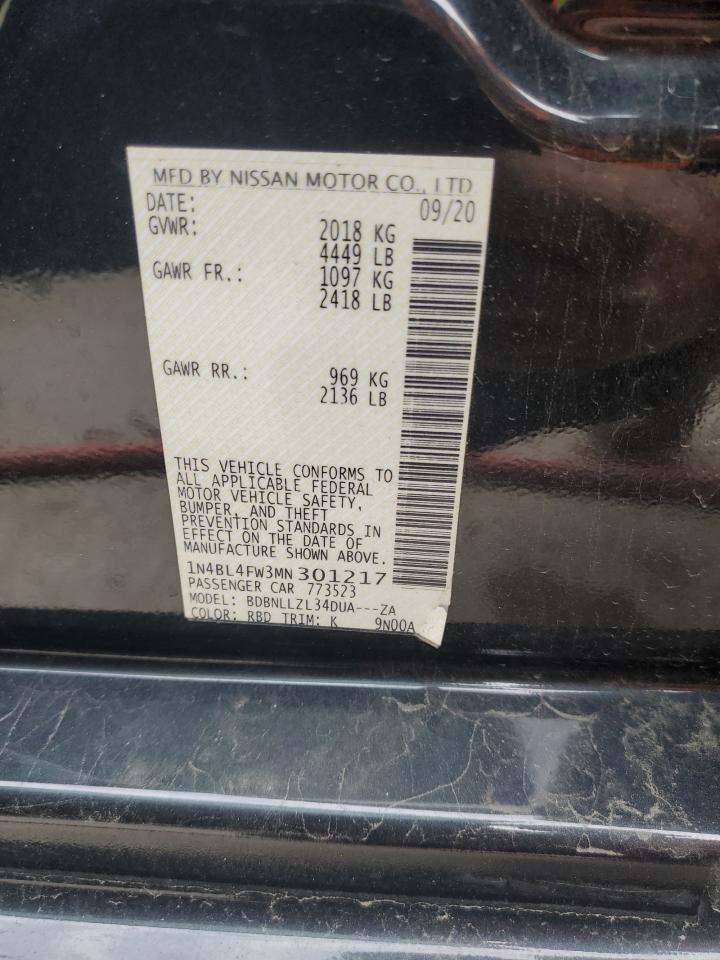 MFD BY NISSAN MOTOR CO., LTD
DATE: 09/20
GVWR: 2018 KG
4449 LB
GAWR FR.: 1097 KG
2418 LB
GAWR RR.: 969 KG
2136 LB
THIS VEHICLE CONFORMS TO
ALL APPLICABLE FEDERAL
MOTOR VEHICLE SAFETY,
BUMPER, AND THEFT
PREVENTION STANDARDS IN
EFFECT ON THE DATE OF
MANUFACTURE SHOWN ABOVE.
1N4BL4FW3MN301217
PASSENGER CAR 773523
MODEL: BDBNLLZL34DUA---ZA
COLOR: RBD TRIM: K 9N00A